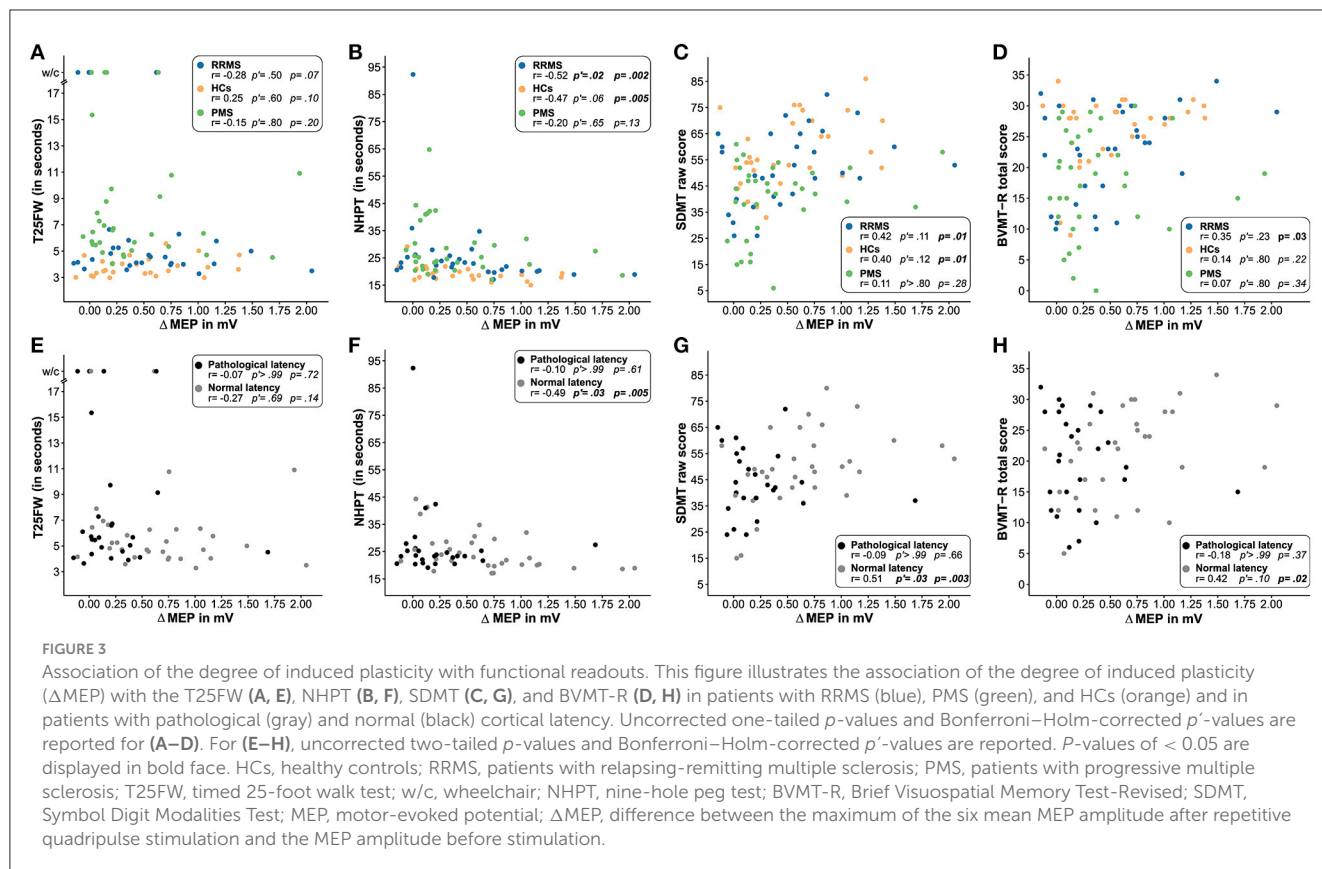 A
T25FW (in seconds)
w/c
17
15
13
11
9
7
5
3
0.00 0.25 0.50 0.75 1.00 1.25 1.50 1.75 2.00
Δ MEP in mV
RRMS
r= -0.28 p'= .50 p= .07
HCs
r= 0.25 p'= .60 p= .10
PMS
r= -0.15 p'= .80 p= .20
B
NHPT (in seconds)
95
85
75
65
55
45
35
25
15
0.00 0.25 0.50 0.75 1.00 1.25 1.50 1.75 2.00
Δ MEP in mV
RRMS
r= -0.52 p'= .02 p= .002
HCs
r= -0.47 p'= .06 p= .005
PMS
r= -0.20 p'= .65 p= .13
C
SDMT raw score
85
75
65
55
45
35
25
15
5
0.00 0.25 0.50 0.75 1.00 1.25 1.50 1.75 2.00
Δ MEP in mV
RRMS
r= 0.42 p'= .11 p= .01
HCs
r= 0.40 p'= .12 p= .01
PMS
r= 0.11 p'> .80 p= .28
D
BVMT−R total score
35
30
25
20
15
10
5
0
0.00 0.25 0.50 0.75 1.00 1.25 1.50 1.75 2.00
Δ MEP in mV
RRMS
r= 0.35 p'= .23 p= .03
HCs
r= 0.14 p'= .80 p= .22
PMS
r= 0.07 p'= .80 p= .34
E
T25FW (in seconds)
w/c
17
15
13
11
9
7
5
3
0.00 0.25 0.50 0.75 1.00 1.25 1.50 1.75 2.00
Δ MEP in mV
Pathological latency
r= -0.07 p'> .99 p= .72
Normal latency
r= -0.27 p'= .69 p= .14
F
NHPT (in seconds)
95
85
75
65
55
45
35
25
15
0.00 0.25 0.50 0.75 1.00 1.25 1.50 1.75 2.00
Δ MEP in mV
Pathological latency
r= -0.10 p'> .99 p= .61
Normal latency
r= -0.49 p'= .03 p= .005
G
SDMT raw score
85
75
65
55
45
35
25
15
5
0.00 0.25 0.50 0.75 1.00 1.25 1.50 1.75 2.00
Δ MEP in mV
Pathological latency
r= -0.09 p'> .99 p= .66
Normal latency
r= 0.51 p'= .03 p= .003
H
BVMT−R total score
35
30
25
20
15
10
5
0
0.00 0.25 0.50 0.75 1.00 1.25 1.50 1.75 2.00
Δ MEP in mV
Pathological latency
r= -0.18 p'> .99 p= .37
Normal latency
r= 0.42 p'= .10 p= .02
FIGURE 3
Association of the degree of induced plasticity with functional readouts. This figure illustrates the association of the degree of induced plasticity
(ΔMEP) with the T25FW (A, E), NHPT (B, F), SDMT (C, G), and BVMT-R (D, H) in patients with RRMS (blue), PMS (green), and HCs (orange) and in
patients with pathological (gray) and normal (black) cortical latency. Uncorrected one-tailed p-values and Bonferroni–Holm-corrected p′-values are
reported for (A–D). For (E–H), uncorrected two-tailed p-values and Bonferroni–Holm-corrected p′-values are reported. P-values of < 0.05 are
displayed in bold face. HCs, healthy controls; RRMS, patients with relapsing-remitting multiple sclerosis; PMS, patients with progressive multiple
sclerosis; T25FW, timed 25-foot walk test; w/c, wheelchair; NHPT, nine-hole peg test; BVMT-R, Brief Visuospatial Memory Test-Revised; SDMT,
Symbol Digit Modalities Test; MEP, motor-evoked potential; ΔMEP, difference between the maximum of the six mean MEP amplitude after repetitive
quadripulse stimulation and the MEP amplitude before stimulation.